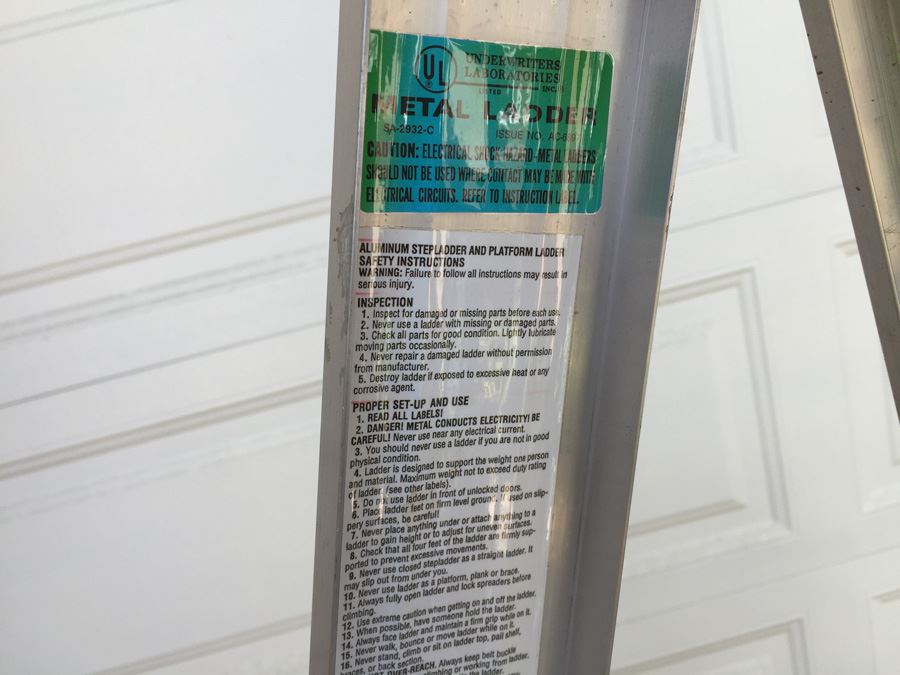 UL UNDERWRITERS
LABORATORIES
LISTED INC.
METAL LADDER
SA-2932-C ISSUE NO.
CAUTION: ELECTRICAL SHOCK HAZARD-METAL LADDERS
SHOULD NOT BE USED WHERE CONTACT MAY BE MADE WITH
ELECTRICAL CIRCUITS. REFER TO INSTRUCTION LABEL.
ALUMINUM STEPLADDER AND PLATFORM LADDER
SAFETY INSTRUCTIONS
WARNING: Failure to follow all instructions may result in
serious injury.
INSPECTION
1. Inspect for damaged or missing parts before each use.
2. Never use a ladder with missing or damaged parts.
3. Check all parts for good condition. Lightly lubricate
moving parts occasionally.
4. Never repair a damaged ladder without permission
from manufacturer.
5. Destroy ladder if exposed to excessive heat or any
corrosive agent.
PROPER SET-UP AND USE
1. READ ALL LABELS!
2. DANGER! METAL CONDUCTS ELECTRICITY! BE
CAREFUL! Never use near any electrical current.
3. You should never use a ladder if you are not in good
physical condition.
4. Ladder is designed to support the weight one person
and material. Maximum weight not to exceed duty rating
of ladder (see other labels).
5. Do not use ladder in front of unlocked doors.
6. Place ladder feet on firm level ground. If used on slip-
pery surfaces, be careful!
7. Never place anything under or attach anything to a
ladder to gain height or to adjust for uneven surfaces.
8. Check that all four feet of the ladder are firmly sup-
ported to prevent excessive movements.
9. Never use closed stepladder as a straight ladder. It
may slip out from under you.
10. Never use ladder as a platform, plank or brace.
11. Always fully open ladder and lock spreaders before
climbing.
12. Use extreme caution when getting on and off the ladder.
13. When possible, have someone hold the ladder.
14. Always face ladder and maintain a firm grip while on it.
15. Never walk, bounce or move ladder while on it.
16. Never stand, climb or sit on ladder top, pail shelf,
braces, or back section.
OVER-REACH. Always keep belt buckle
climbing or working from ladder.
the ladder.